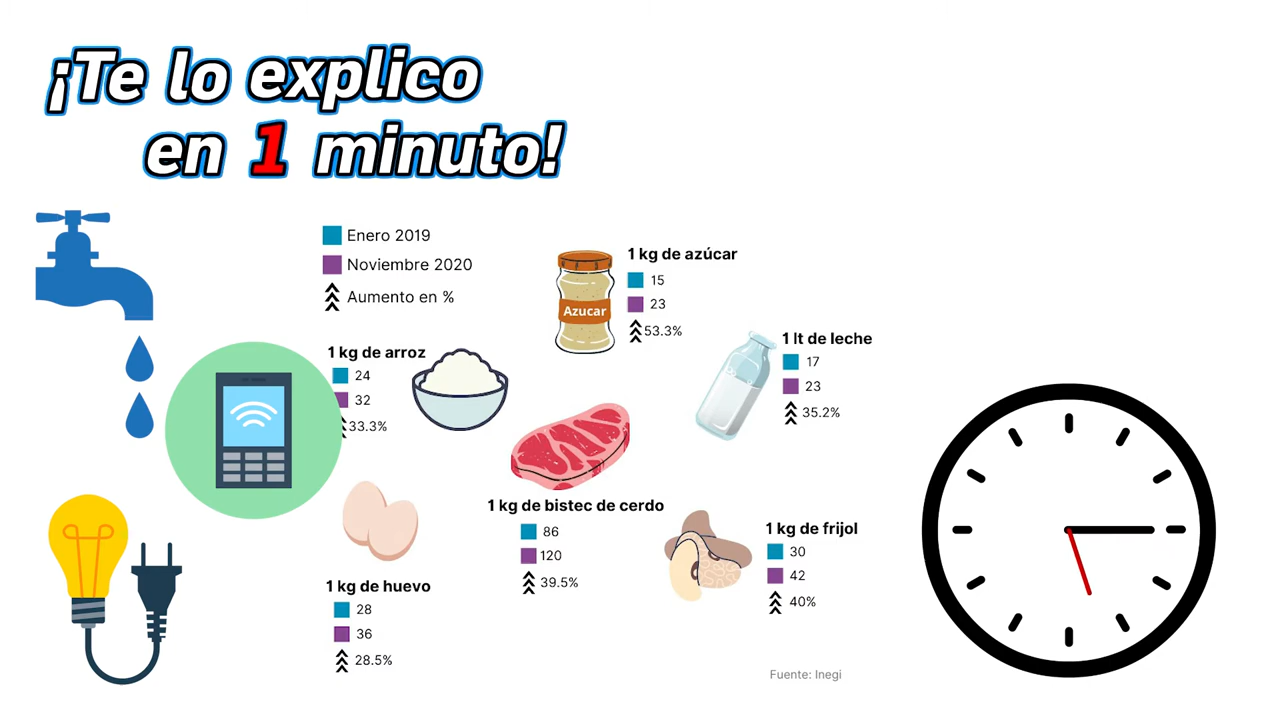 ¡Te lo explico
en 1 minuto!
Enero 2019
Noviembre 2020
Aumento en %
1 kg de azúcar
15
23
53.3%
Azucar
1 lt de leche
17
23
35.2%
1 kg de arroz
24
32
33.3%
1 kg de bistec de cerdo
86
120
39.5%
1 kg de frijol
30
42
40%
1 kg de huevo
28
36
28.5%
Fuente: Inegi